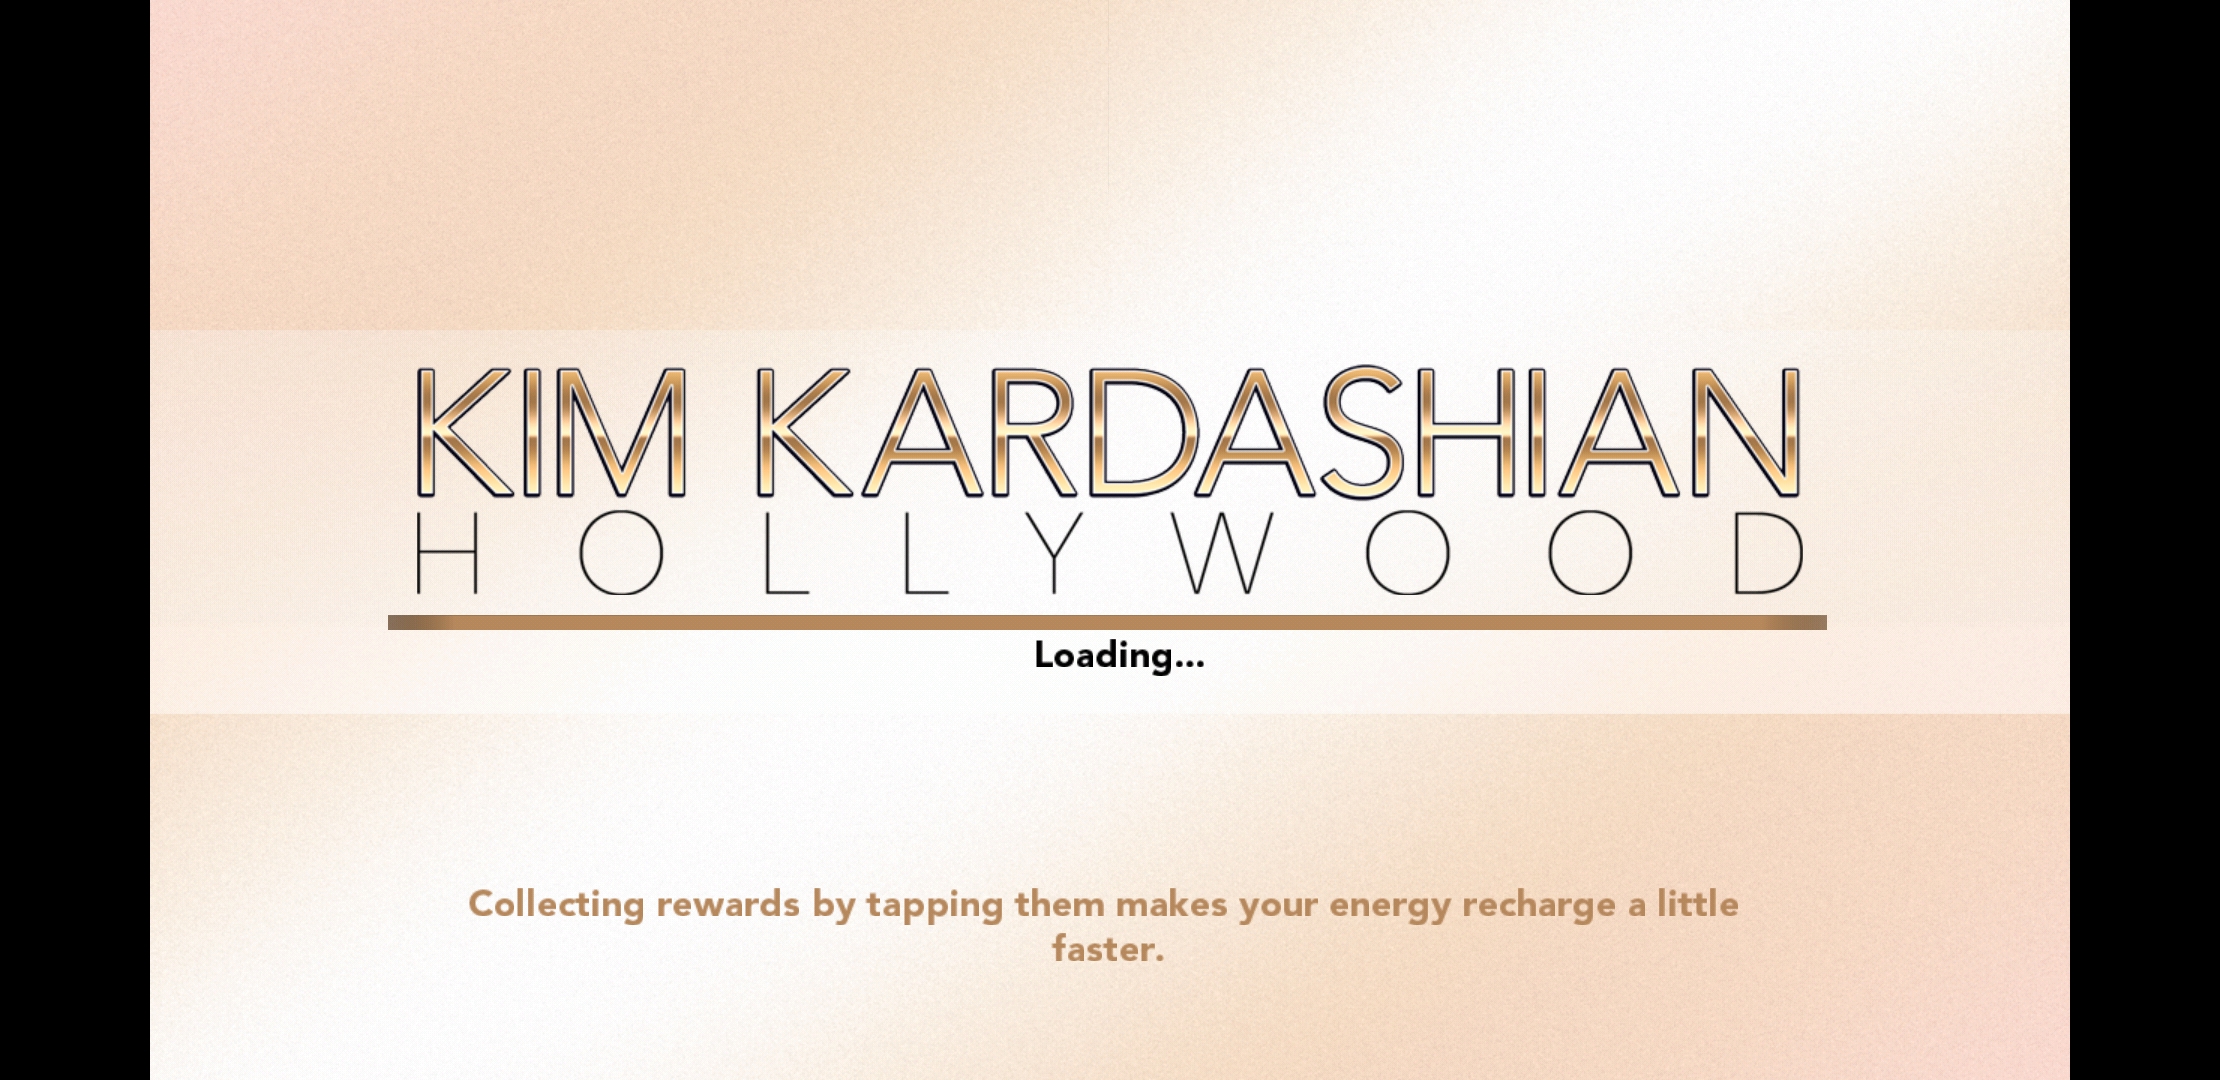 KIM KARDASHIAN
HOLLYWOOD
Loading...
Collecting rewards by tapping them makes your energy recharge a little
faster.